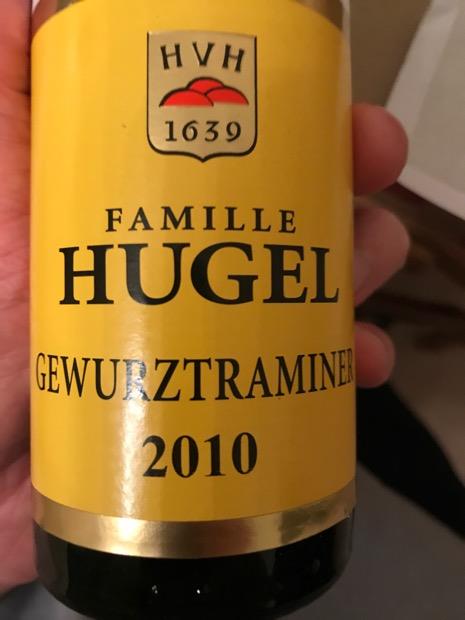 HVH
1639
FAMILLE
HUGEL
GEWURZTRAMINER
2010